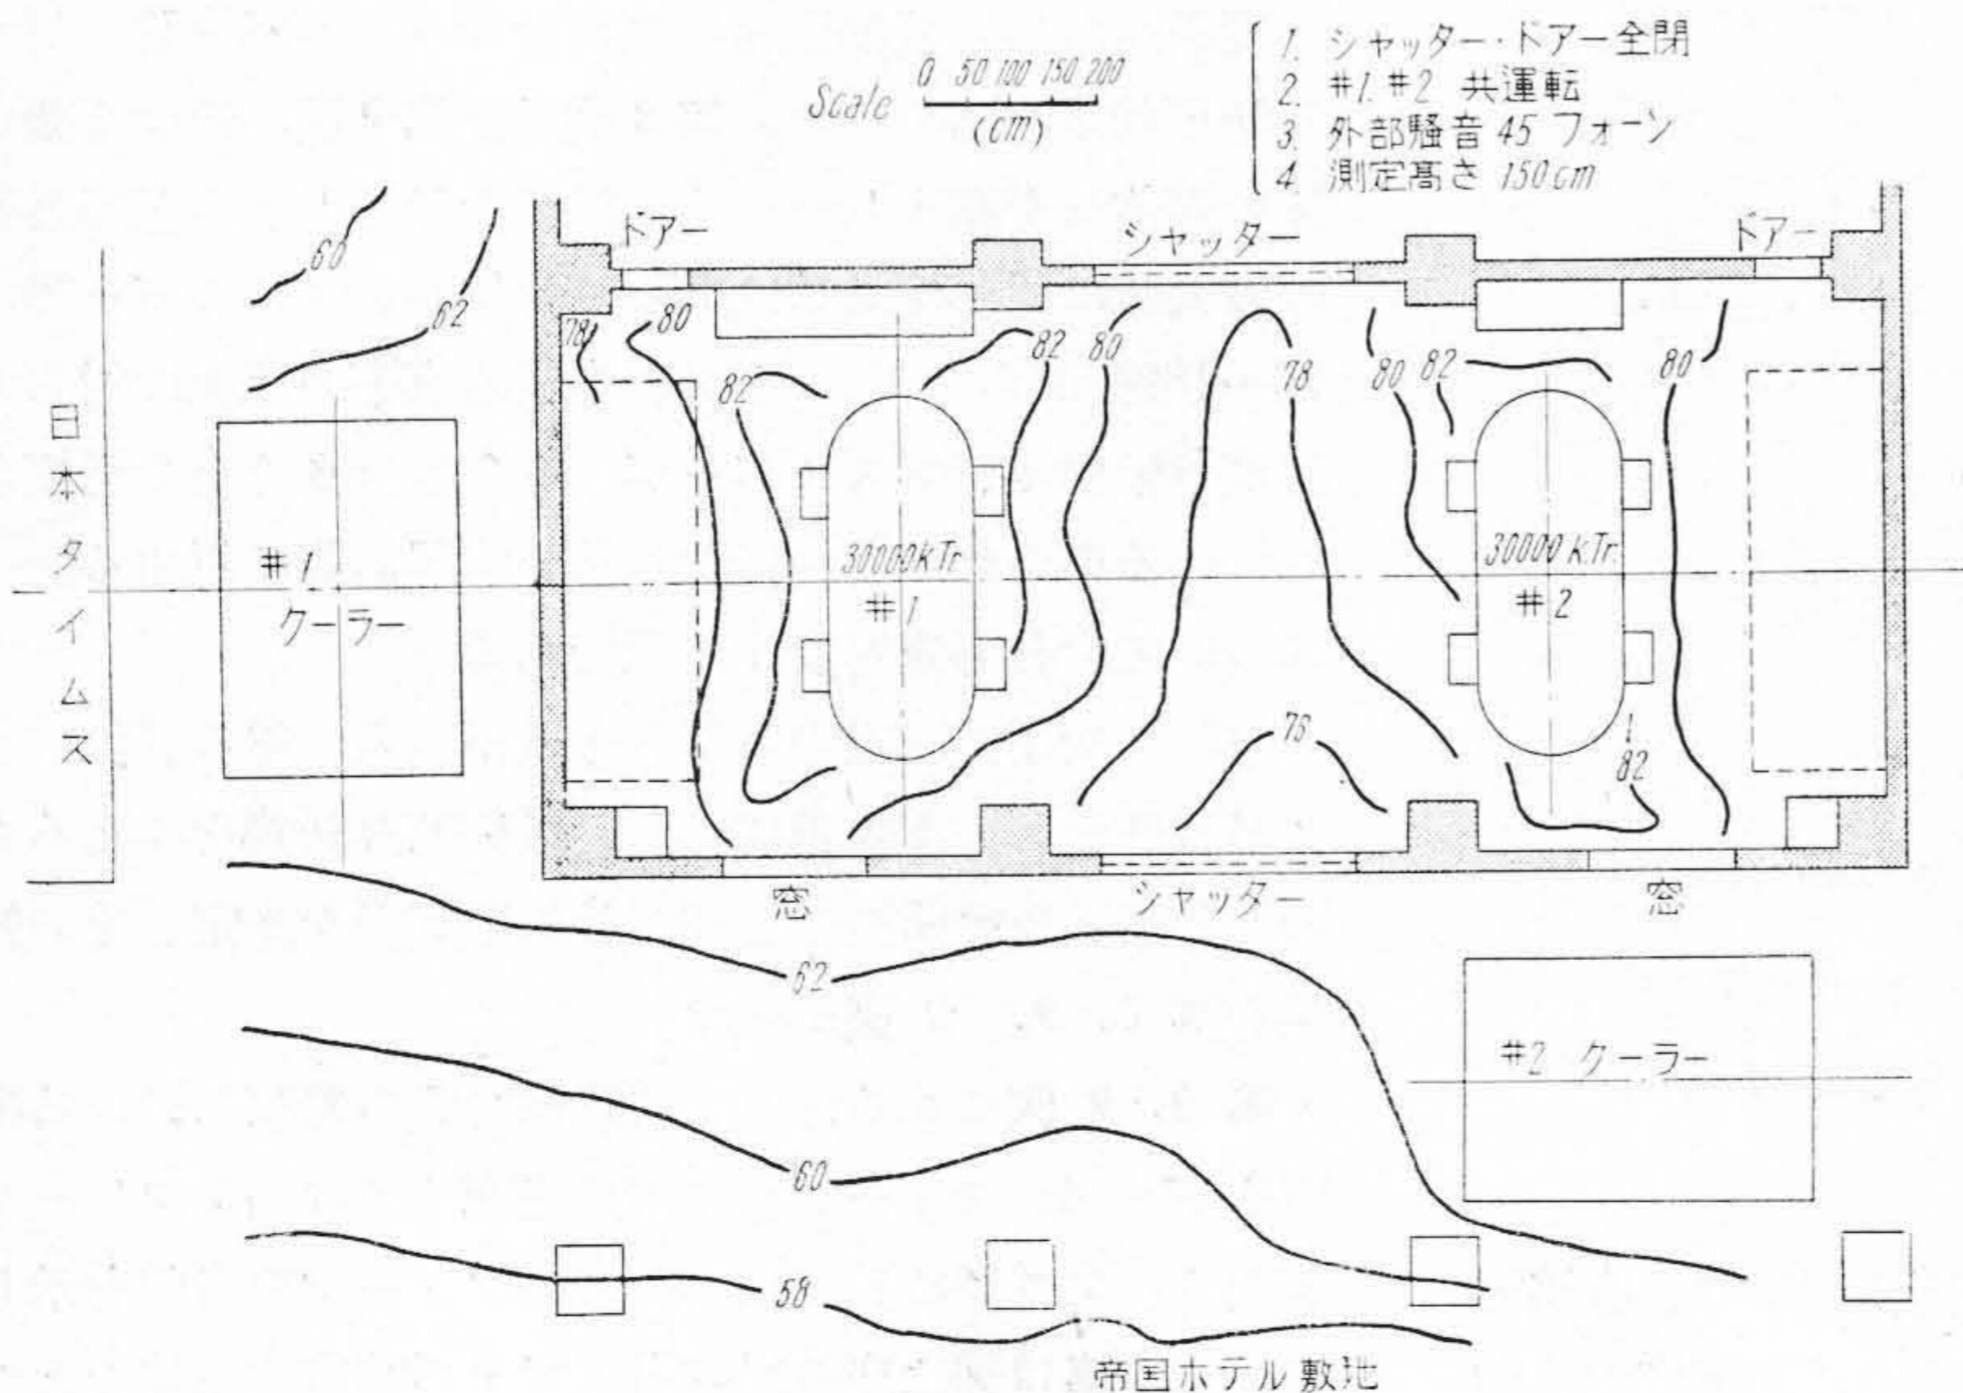 Scale 0 50 100 150 200
(cm)
1. シャッター・ドアー全閉
2. #1. #2 共運転
3. 外部騒音 45 フォーン
4. 測定高さ 150cm
ドアー
シャッター
ドアー
60
62
78
80
82
82
80
78
80
82
80
日本タイムス
#1
クーラー
30000kTr.
#1
30000kTr.
#2
76
82
窓
シャッター
窓
62
#2 クーラー
60
58
帝国ホテル敷地